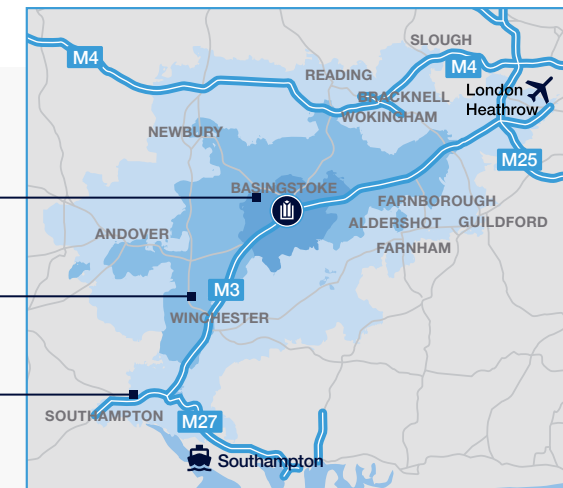 SLOUGH
M4
M4
READING
London
Heathrow
BRACKNELL
WOKINGHAM
NEWBURY
M25
BASINGSTOKE
FARNBOROUGH
ALDERSHOT
GUILDFORD
ANDOVER
FARNHAM
M3
WINCHESTER
SOUTHAMPTON
M27
Southampton